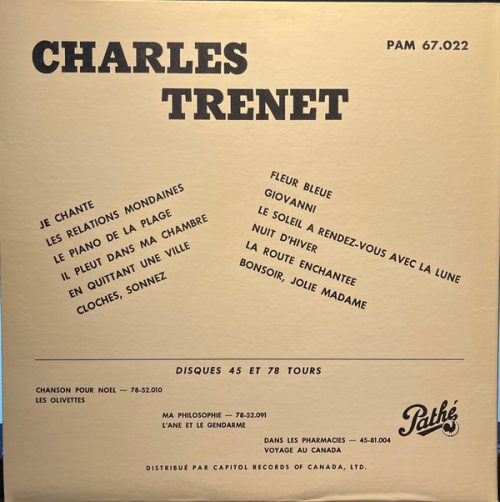 CHARLES
TRENET
PAM 67.022
JE CHANTE
LES RELATIONS MONDAINES
LE PIANO DE LA PLAGE
IL PLEUT DANS MA CHAMBRE
EN QUITTANT UNE VILLE
CLOCHES, SONNEZ
FLEUR BLEUE
GIOVANNI
LE SOLEIL A RENDEZ-VOUS AVEC LA LUNE
NUIT D'HIVER
LA ROUTE ENCHANTEE
BONSOIR, JOLIE MADAME
DISQUES 45 ET 78 TOURS
CHANSON POUR NOEL — 78-52.010
LES OLIVETTES
MA PHILOSOPHIE — 78-52.091
L'ANE ET LE GENDARME
DANS LES PHARMACIES — 45-81.004
VOYAGE AU CANADA
Pathé
DISTRIBUÉ PAR CAPITOL RECORDS OF CANADA, LTD.